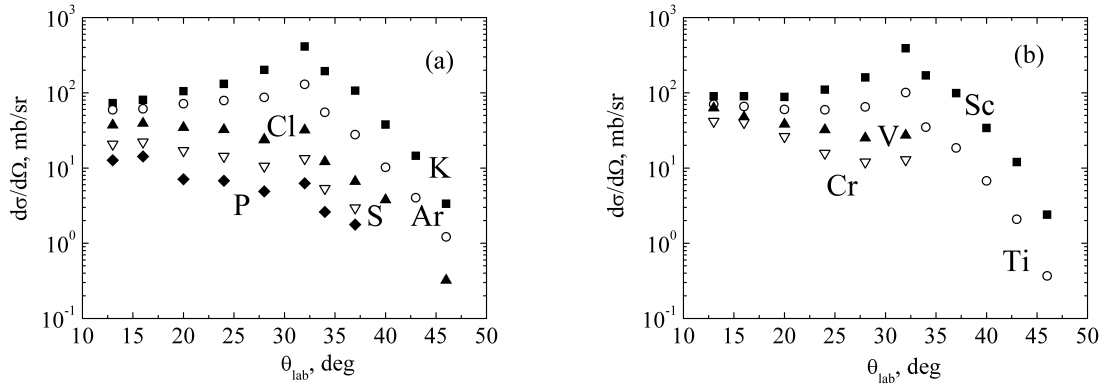 10³
10²
10¹
10⁰
10⁻¹
dσ/dΩ, mb/sr
(a)
Cl
K
P
S
Ar
10 15 20 25 30 35 40 45 50
θlab, deg
10³
10²
10¹
10⁰
10⁻¹
dσ/dΩ, mb/sr
(b)
Sc
V
Cr
Ti
10 15 20 25 30 35 40 45 50
θlab, deg